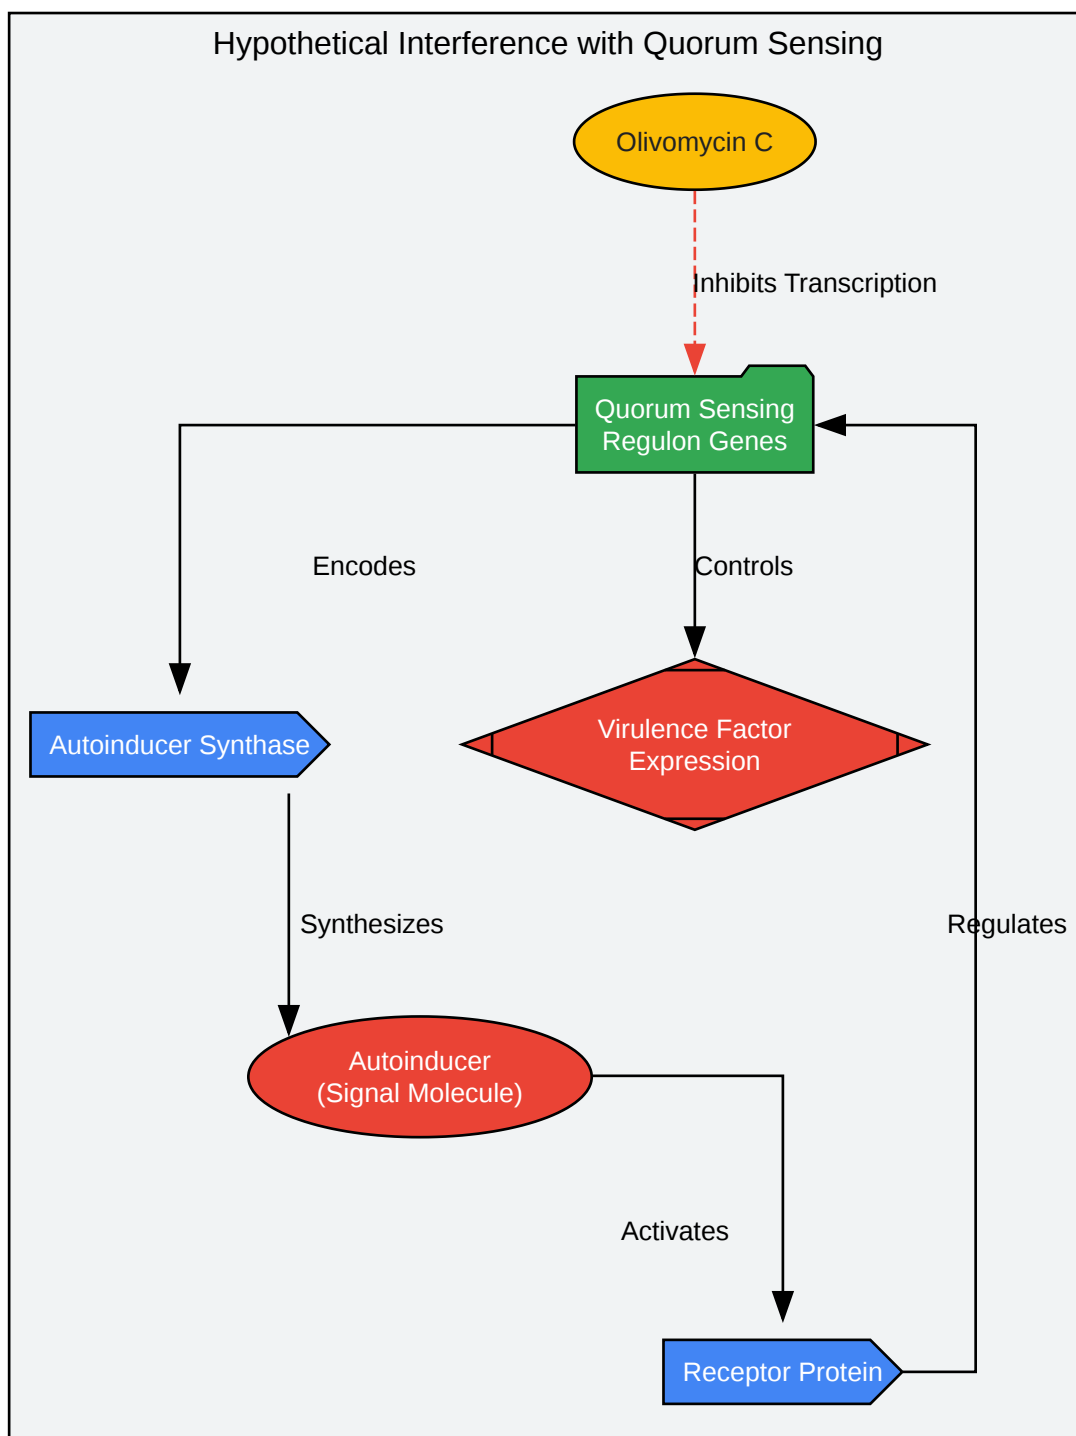 Hypothetical Interference with Quorum Sensing
Olivomycin C
Inhibits Transcription
Quorum Sensing
Regulon Genes
Encodes
Controls
Autoinducer Synthase
Virulence Factor
Expression
Synthesizes
Regulates
Autoinducer
(Signal Molecule)
Activates
Receptor Protein